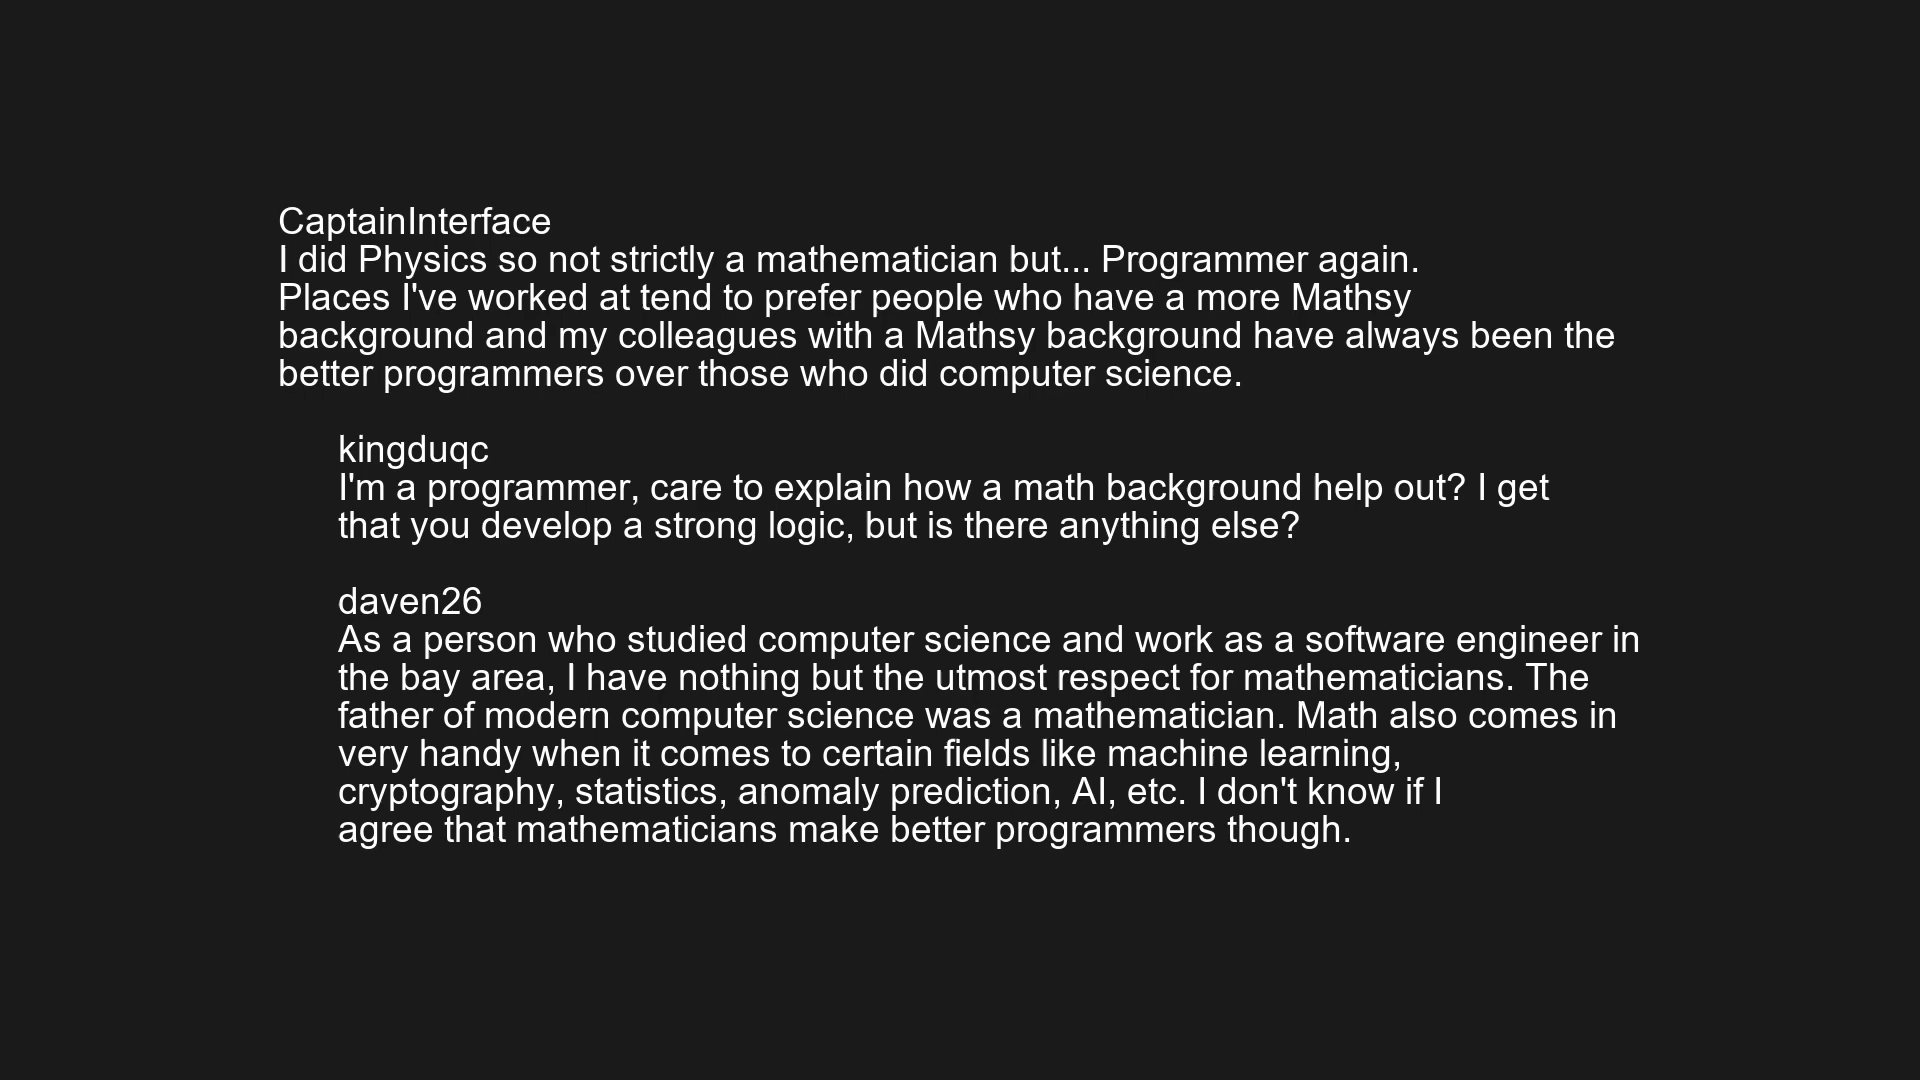 CaptainInterface
I did Physics so not strictly a mathematician but... Programmer again.
Places I've worked at tend to prefer people who have a more Mathsy
background and my colleagues with a Mathsy background have always been the
better programmers over those who did computer science.
kingduqc
I'm a programmer, care to explain how a math background help out? I get
that you develop a strong logic, but is there anything else?
daven26
As a person who studied computer science and work as a software engineer in
the bay area, I have nothing but the utmost respect for mathematicians. The
father of modern computer science was a mathematician. Math also comes in
very handy when it comes to certain fields like machine learning,
cryptography, statistics, anomaly prediction, AI, etc. I don't know if I
agree that mathematicians make better programmers though.